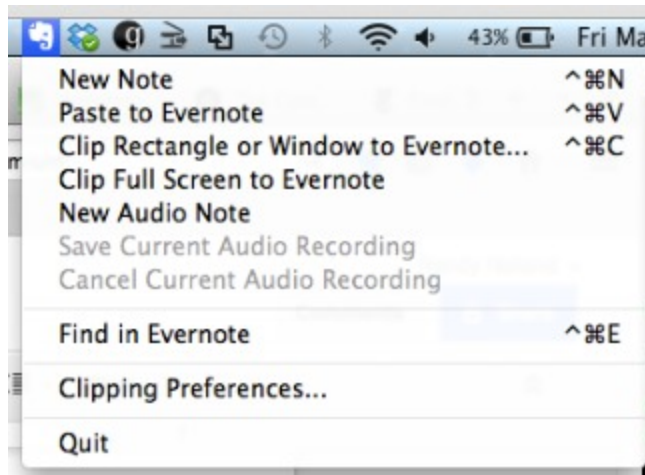 43% Fri Ma
New Note ^⌘N
Paste to Evernote ^⌘V
Clip Rectangle or Window to Evernote... ^⌘C
Clip Full Screen to Evernote
New Audio Note
Save Current Audio Recording
Cancel Current Audio Recording
Find in Evernote ^⌘E
Clipping Preferences...
Quit